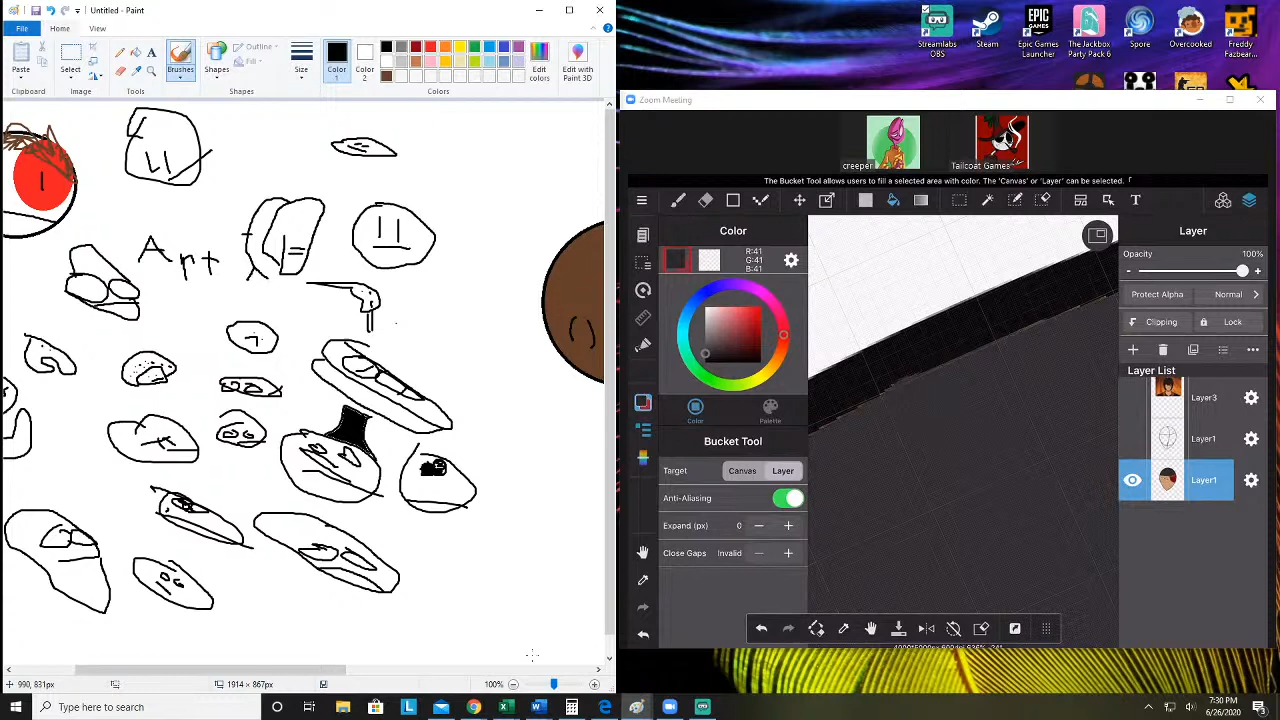 Untitled - Paint
File
Home
View
Paste
Select
Brushes
Shapes
Outline
Fill
Size
Color 1
Color 2
Edit colors
Edit with Paint 3D
Clipboard
Image
Tools
Shapes
Colors
Art
990, 831px
1914 × 867px
100%
Streamlabs OBS
Steam
Epic Games Launcher
The Jackbox Party Pack 6
Spore
Overcooked
Freddy Fazbear...
Zoom Meeting
creeper
Tailcoat Games
The Bucket Tool allows users to fill a selected area with color. The 'Canvas' or 'Layer' can be selected.
T
Color
R:41
G:41
B:41
Color
Palette
Bucket Tool
Target
Canvas
Layer
Anti-Aliasing
Expand (px)
0
Close Gaps
Invalid
Layer
Opacity
100%
Protect Alpha
Normal
Clipping
Lock
Layer List
Layer3
Layer1
Layer1
Type here to search
7:30 PM
6/26/2020